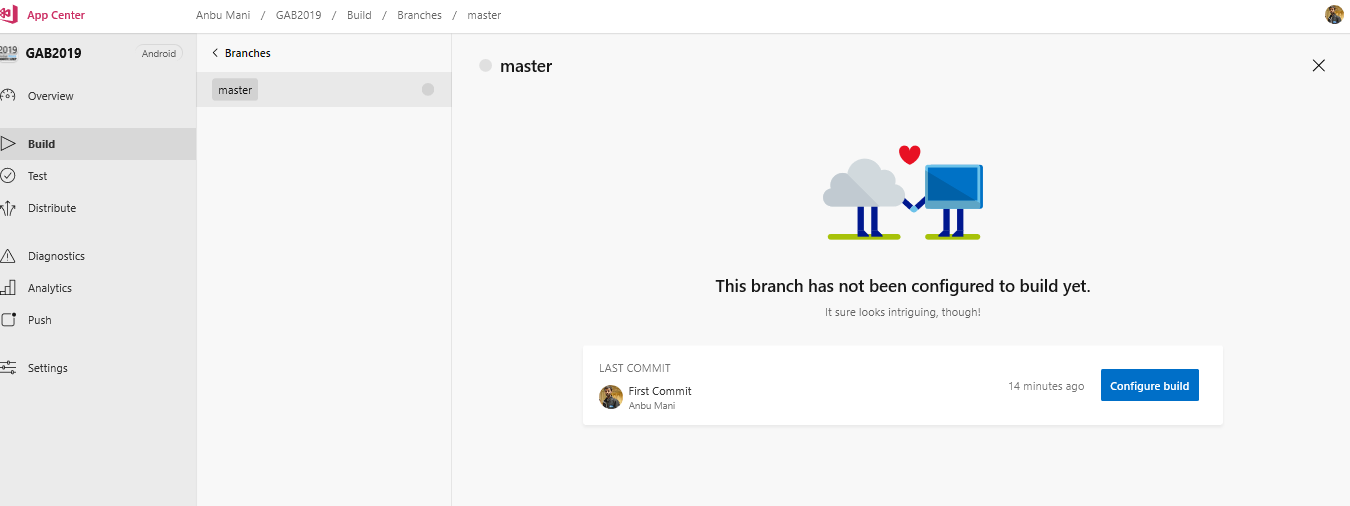 App Center
Anbu Mani / GAB2019 / Build / Branches / master
2019
GAB2019
Android
Overview
Build
Test
Distribute
Diagnostics
Analytics
Push
Settings
Branches
master
master
This branch has not been configured to build yet.
It sure looks intriguing, though!
LAST COMMIT
First Commit
Anbu Mani
14 minutes ago
Configure build